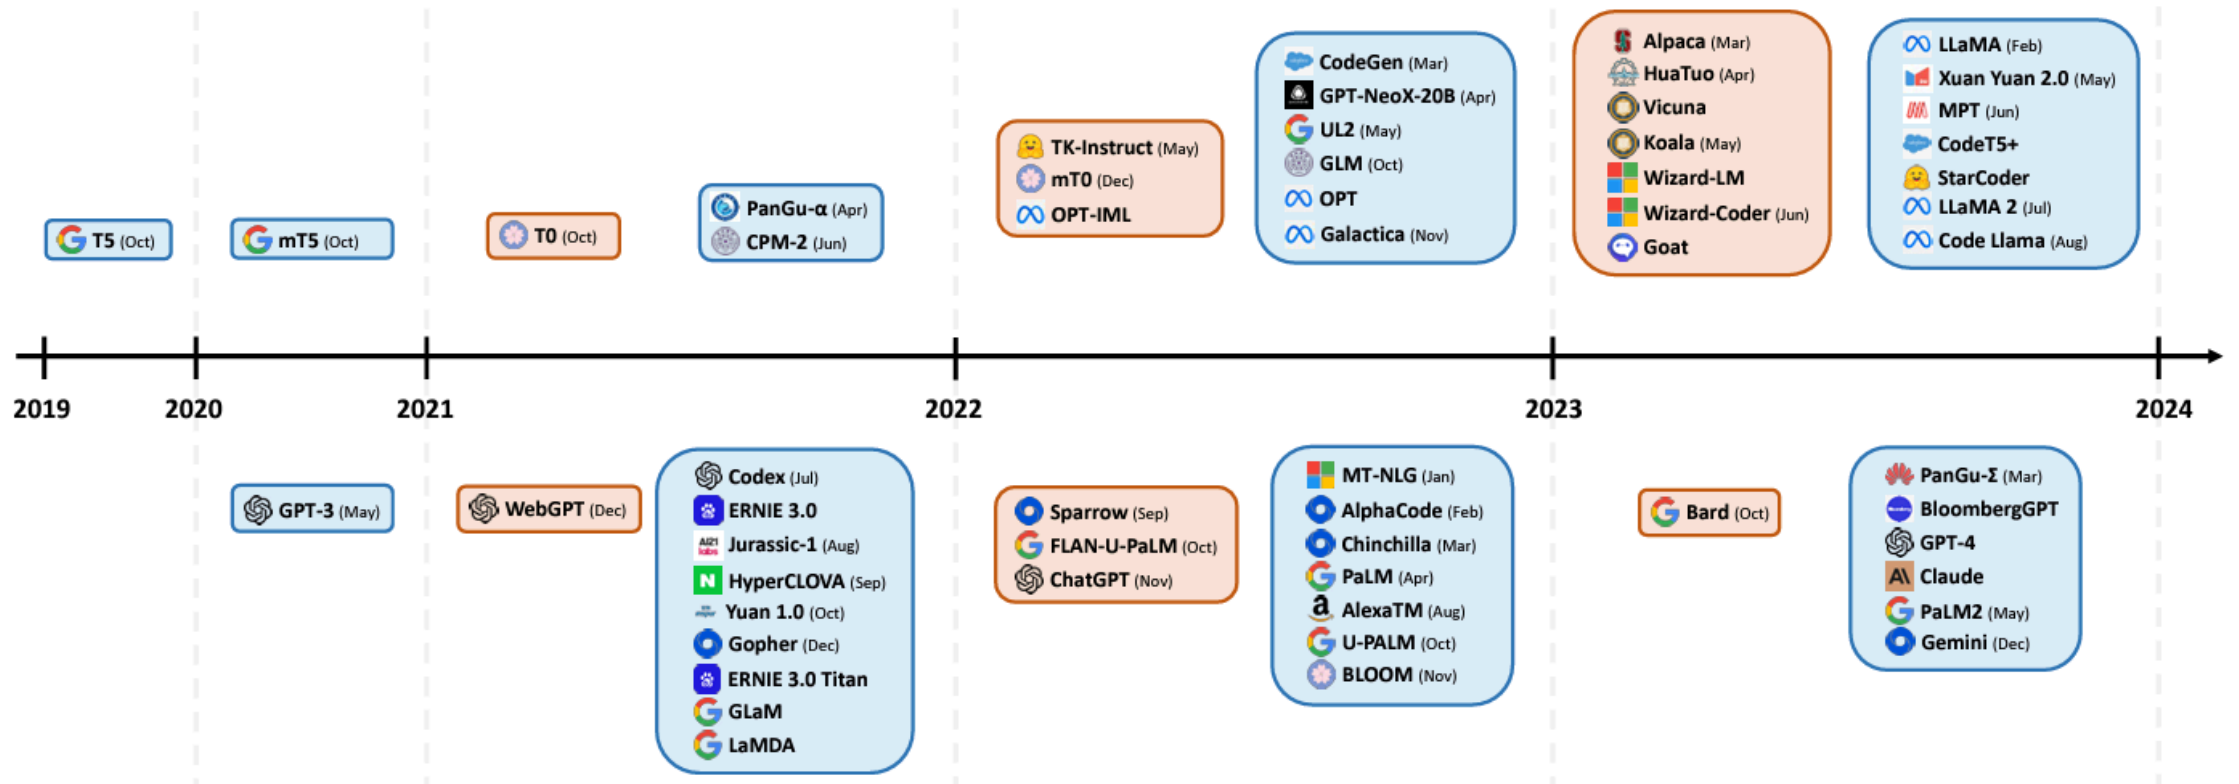 T5 (Oct)
mT5 (Oct)
T0 (Oct)
PanGu-α (Apr)
CPM-2 (Jun)
TK-Instruct (May)
mT0 (Dec)
OPT-IML
CodeGen (Mar)
GPT-NeoX-20B (Apr)
UL2 (May)
GLM (Oct)
OPT
Galactica (Nov)
Alpaca (Mar)
HuaTuo (Apr)
Vicuna
Koala (May)
Wizard-LM
Wizard-Coder (Jun)
Goat
LLaMA (Feb)
Xuan Yuan 2.0 (May)
MPT (Jun)
CodeT5+
StarCoder
LLaMA 2 (Jul)
Code Llama (Aug)
2019
2020
2021
2022
2023
2024
GPT-3 (May)
WebGPT (Dec)
Codex (Jul)
ERNIE 3.0
AI21 labs Jurassic-1 (Aug)
N HyperCLOVA (Sep)
Yuan 1.0 (Oct)
Gopher (Dec)
ERNIE 3.0 Titan
GLaM
LaMDA
Sparrow (Sep)
FLAN-U-PaLM (Oct)
ChatGPT (Nov)
MT-NLG (Jan)
AlphaCode (Feb)
Chinchilla (Mar)
PaLM (Apr)
a AlexaTM (Aug)
U-PALM (Oct)
BLOOM (Nov)
Bard (Oct)
PanGu-Σ (Mar)
BloombergGPT
GPT-4
AI Claude
PaLM2 (May)
Gemini (Dec)